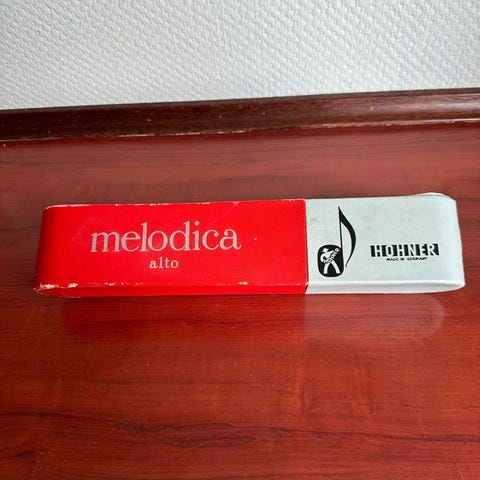 melodica
alto
HOHNER
MADE IN GERMANY